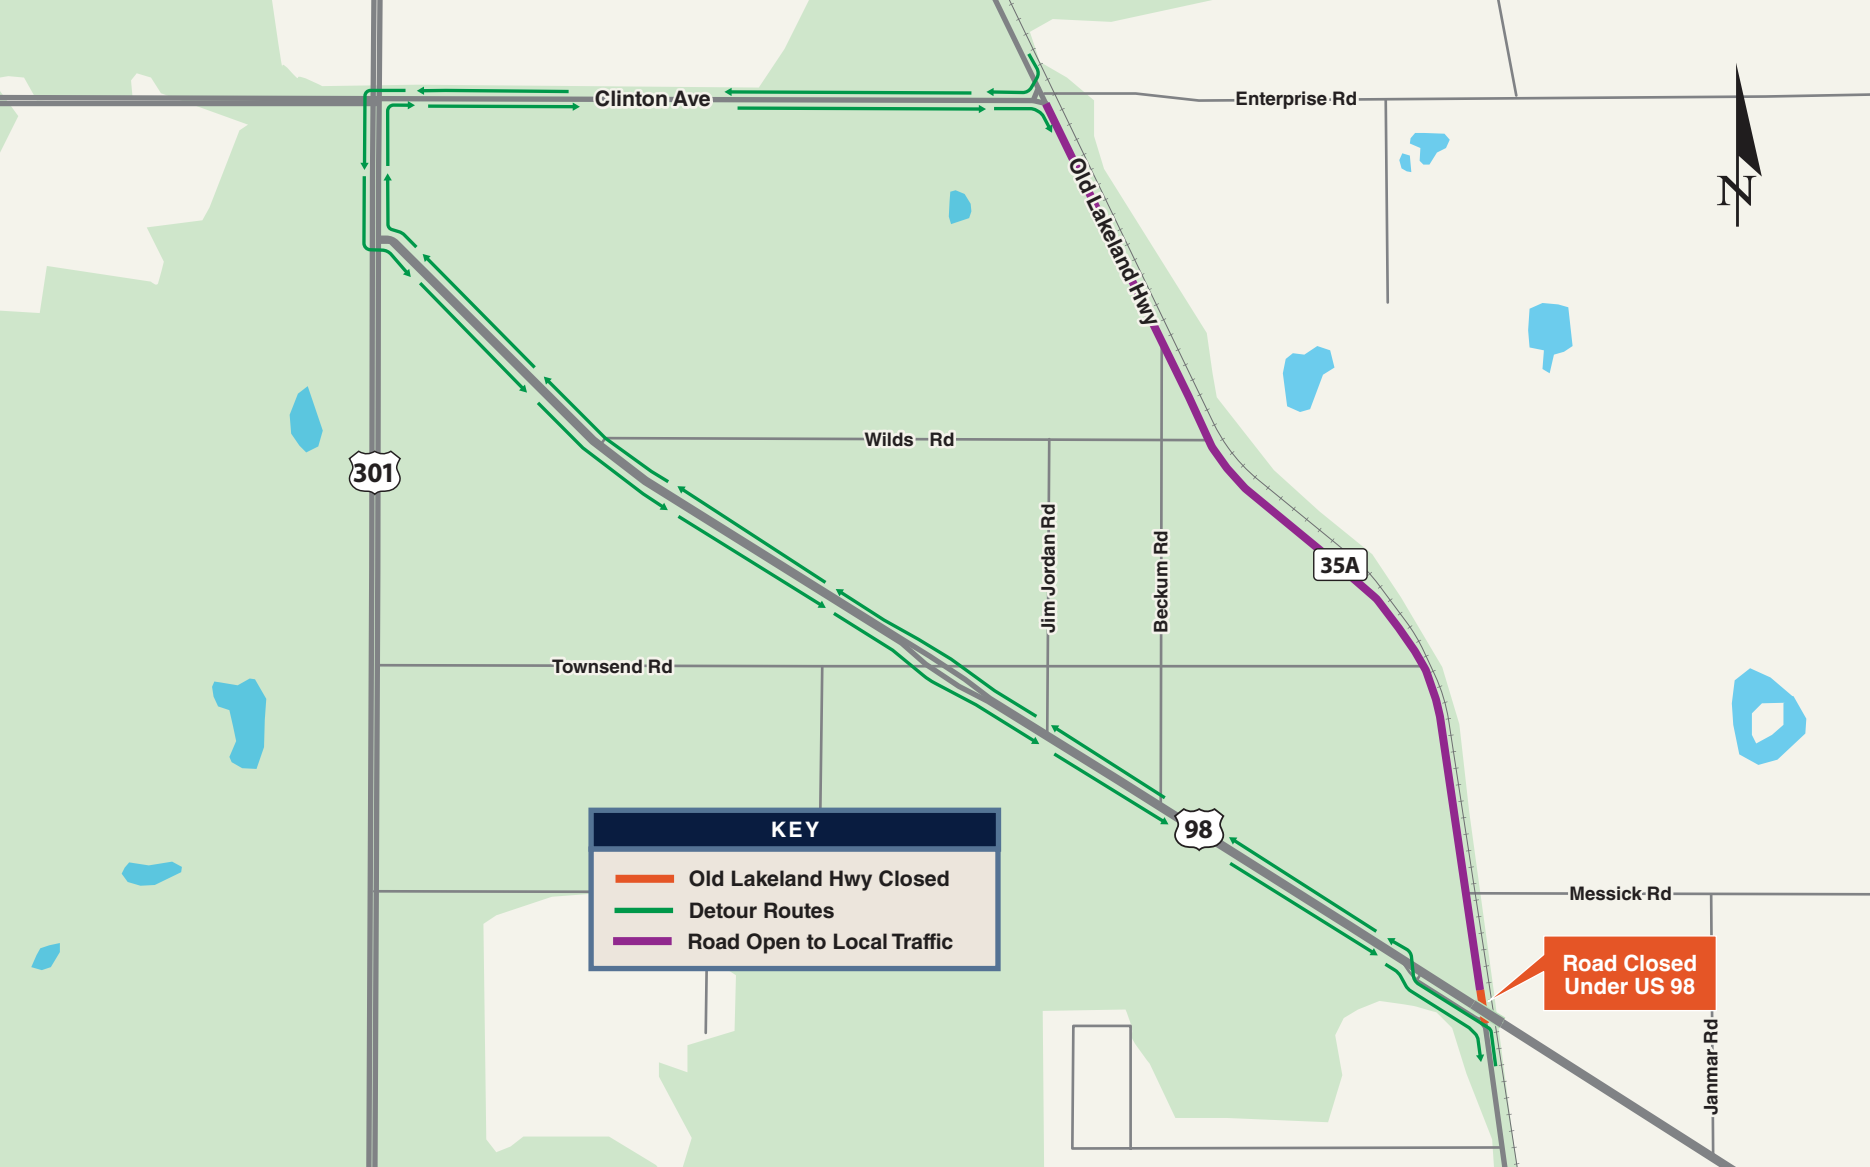 Clinton Ave
Enterprise Rd
N
Old Lakeland Hwy
301
Wilds Rd
Jim Jordan Rd
Beckum Rd
35A
Townsend Rd
98
KEY
Old Lakeland Hwy Closed
Detour Routes
Road Open to Local Traffic
Messick Rd
Road Closed
Under US 98
Janmar Rd